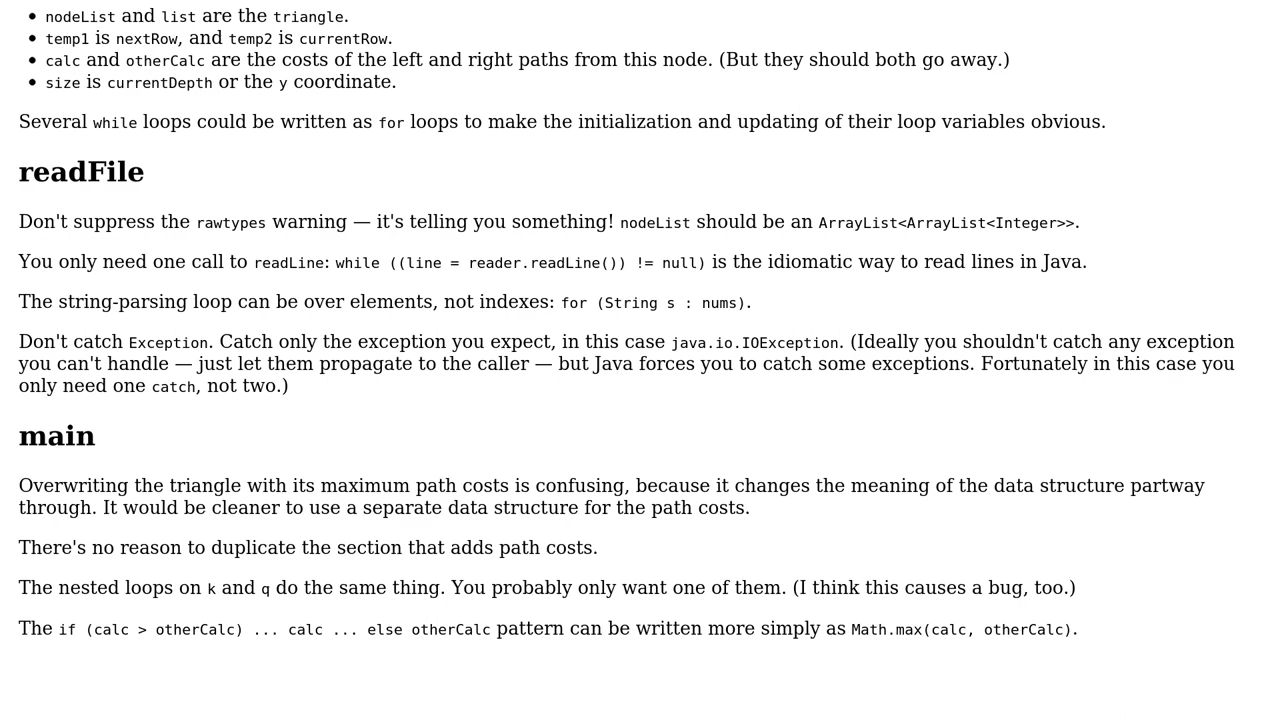 nodeList and list are the triangle.
temp1 is nextRow, and temp2 is currentRow.
calc and otherCalc are the costs of the left and right paths from this node. (But they should both go away.)
size is currentDepth or the y coordinate.
Several while loops could be written as for loops to make the initialization and updating of their loop variables obvious.
readFile
Don't suppress the rawtypes warning — it's telling you something! nodeList should be an ArrayList<ArrayList<Integer>>.
You only need one call to readLine: while ((line = reader.readLine()) != null) is the idiomatic way to read lines in Java.
The string-parsing loop can be over elements, not indexes: for (String s : nums).
Don't catch Exception. Catch only the exception you expect, in this case java.io.IOException. (Ideally you shouldn't catch any exception
you can't handle — just let them propagate to the caller — but Java forces you to catch some exceptions. Fortunately in this case you
only need one catch, not two.)
main
Overwriting the triangle with its maximum path costs is confusing, because it changes the meaning of the data structure partway
through. It would be cleaner to use a separate data structure for the path costs.
There's no reason to duplicate the section that adds path costs.
The nested loops on k and q do the same thing. You probably only want one of them. (I think this causes a bug, too.)
The if (calc > otherCalc) ... calc ... else otherCalc pattern can be written more simply as Math.max(calc, otherCalc).